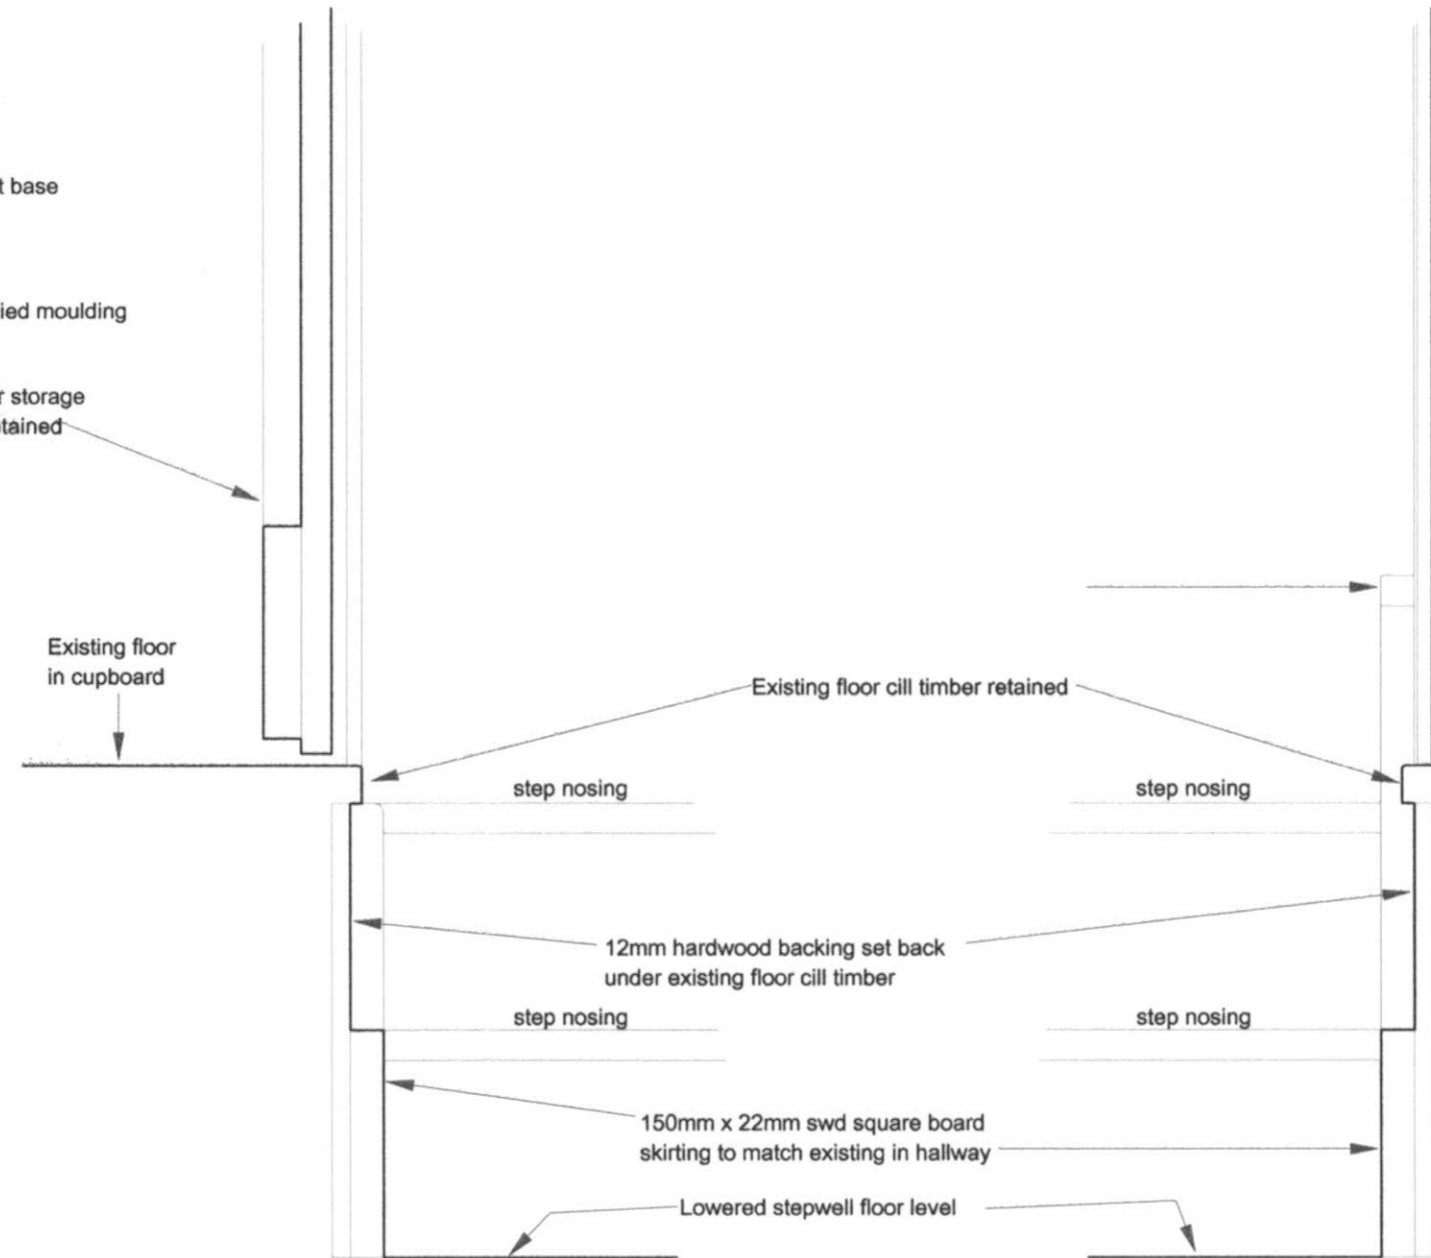 t base
ied moulding
r storage
tained
Existing floor
in cupboard
Existing floor cill timber retained
step nosing
step nosing
12mm hardwood backing set back
under existing floor cill timber
step nosing
step nosing
150mm x 22mm swd square board
skirting to match existing in hallway
Lowered stepwell floor level